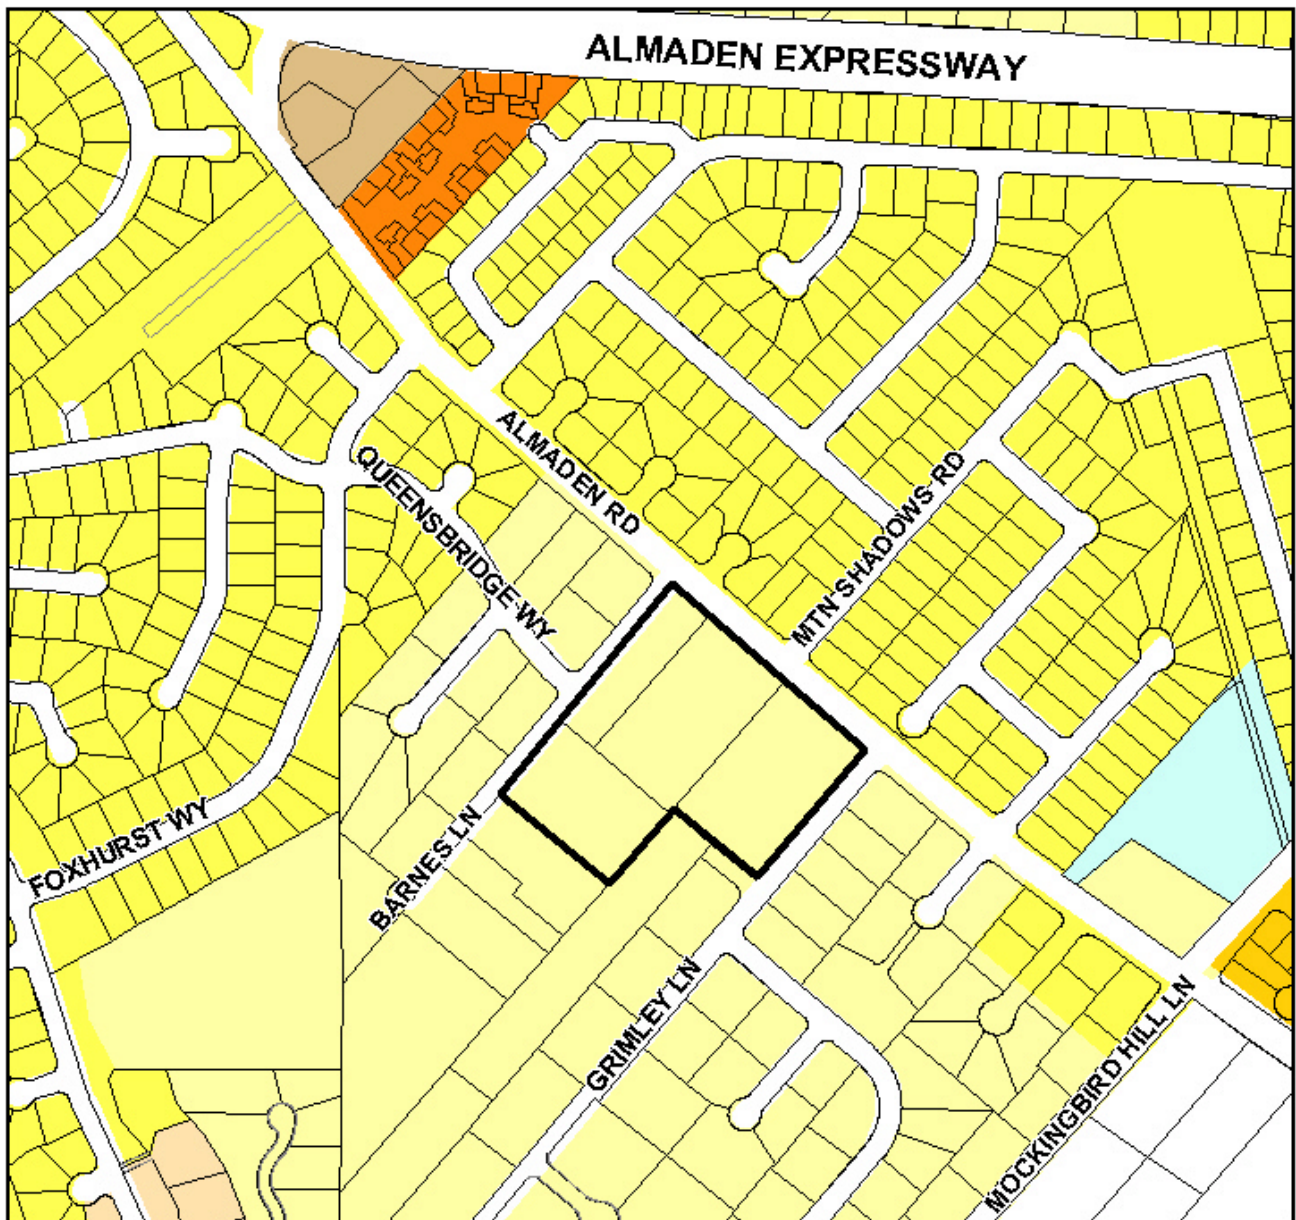 ALMADEN EXPRESSWAY
ALMADEN RD
QUEENSBRIDGE WY
MTN SHADOWS RD
FOXHURST WY
BARNES LN
GRIMLEY LN
MOCKINGBIRD HILL LN